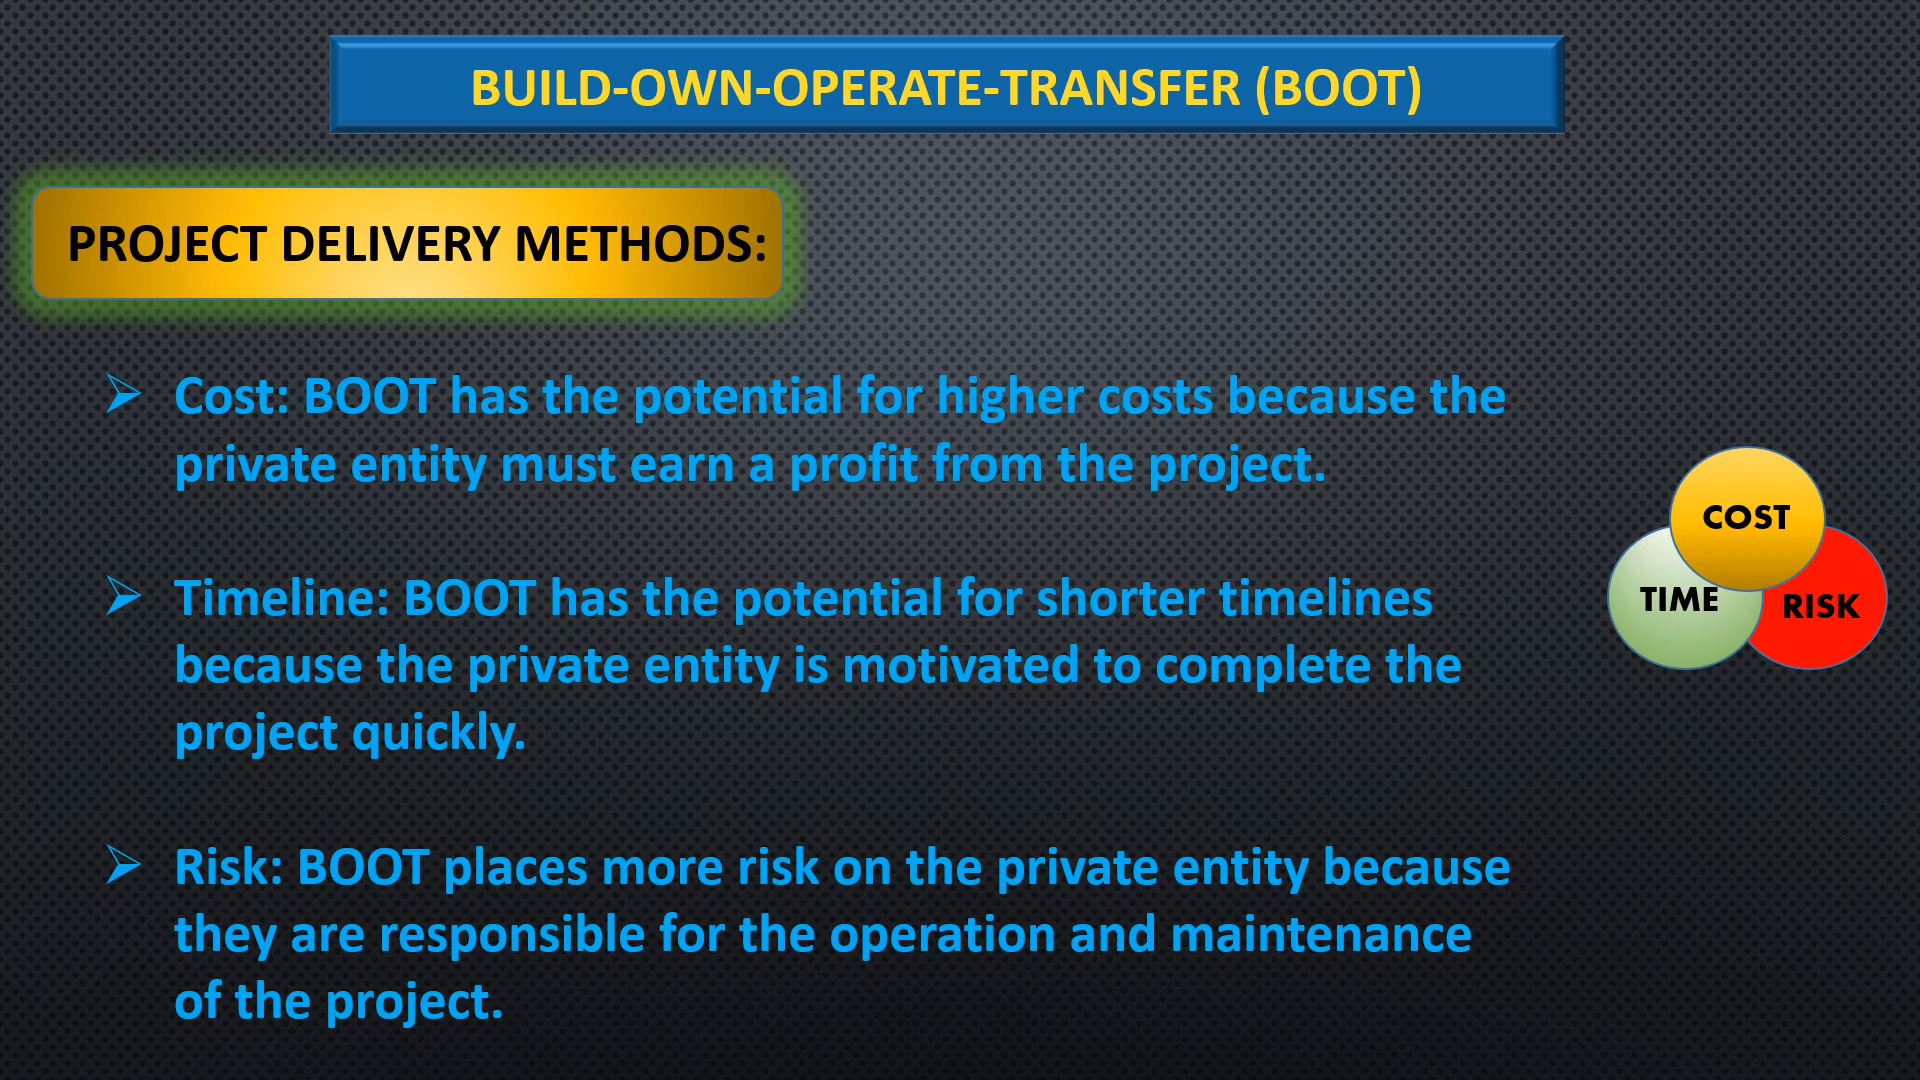 BUILD-OWN-OPERATE-TRANSFER (BOOT)
PROJECT DELIVERY METHODS:
Cost: BOOT has the potential for higher costs because the
private entity must earn a profit from the project.
Timeline: BOOT has the potential for shorter timelines
because the private entity is motivated to complete the
project quickly.
Risk: BOOT places more risk on the private entity because
they are responsible for the operation and maintenance
of the project.
COST
TIME
RISK